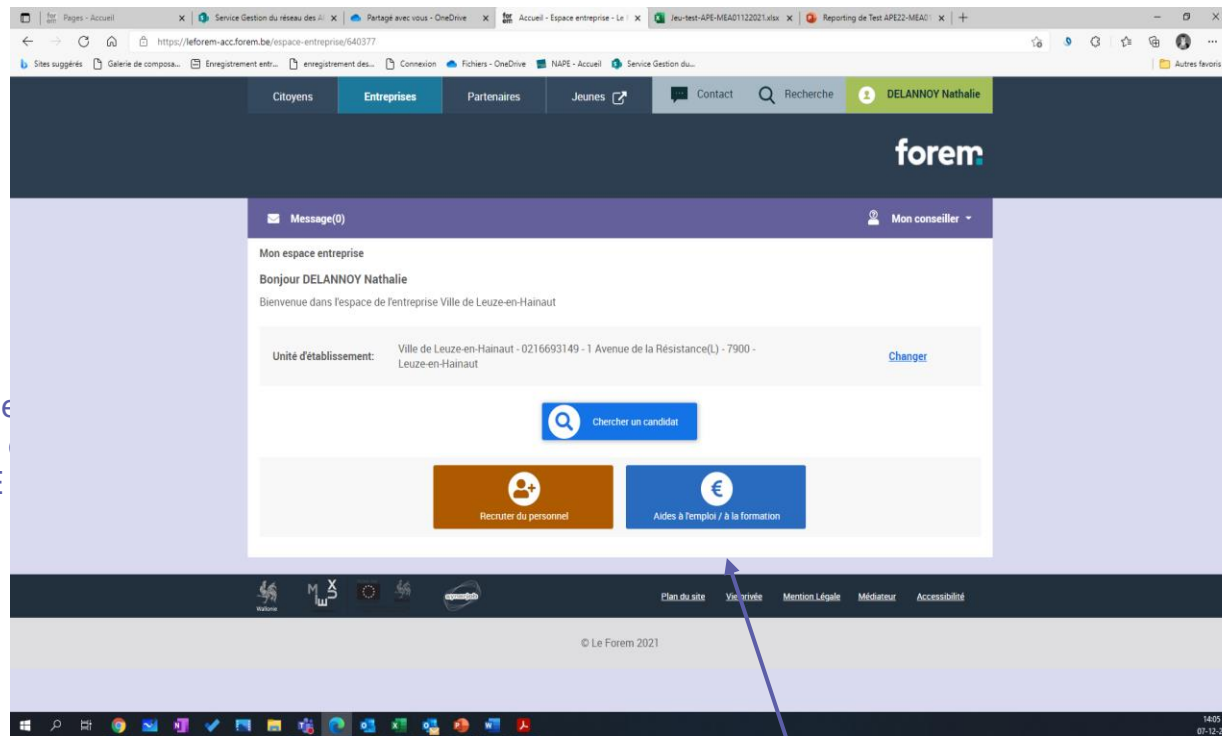 Pages - Accueil
Service Gestion du réseau des
Partagé avec vous - OneDrive
Accueil - Espace entreprise - Le
Jeu-test-APE-MEA01122021.xlsx
Reporting de Test APE22-MEA0
https://leforem-acc.forem.be/espace-entreprise/640377
Sites suggérés
Galerie de composa...
Enregistrement entr...
enregistrement des...
Connexion
Fichiers - OneDrive
NAPE - Accueil
Service Gestion du...
Autres favoris
Citoyens
Entreprises
Partenaires
Jeunes
Contact
Recherche
DELANNOY Nathalie
forem
Message(0)
Mon conseiller
Mon espace entreprise
Bonjour DELANNOY Nathalie
Bienvenue dans l'espace de l'entreprise Ville de Leuze-en-Hainaut
Unité d'établissement:
Ville de Leuze-en-Hainaut - 0216693149 - 1 Avenue de la Résistance(L) - 7900 -
Leuze-en-Hainaut
Changer
Chercher un candidat
€
Recruter du personnel
Aides à l'emploi / à la formation
Wallonie
Plan du site
Vie privée
Mention Légale
Médiateur
Accessibilité
© Le Forem 2021
14:05